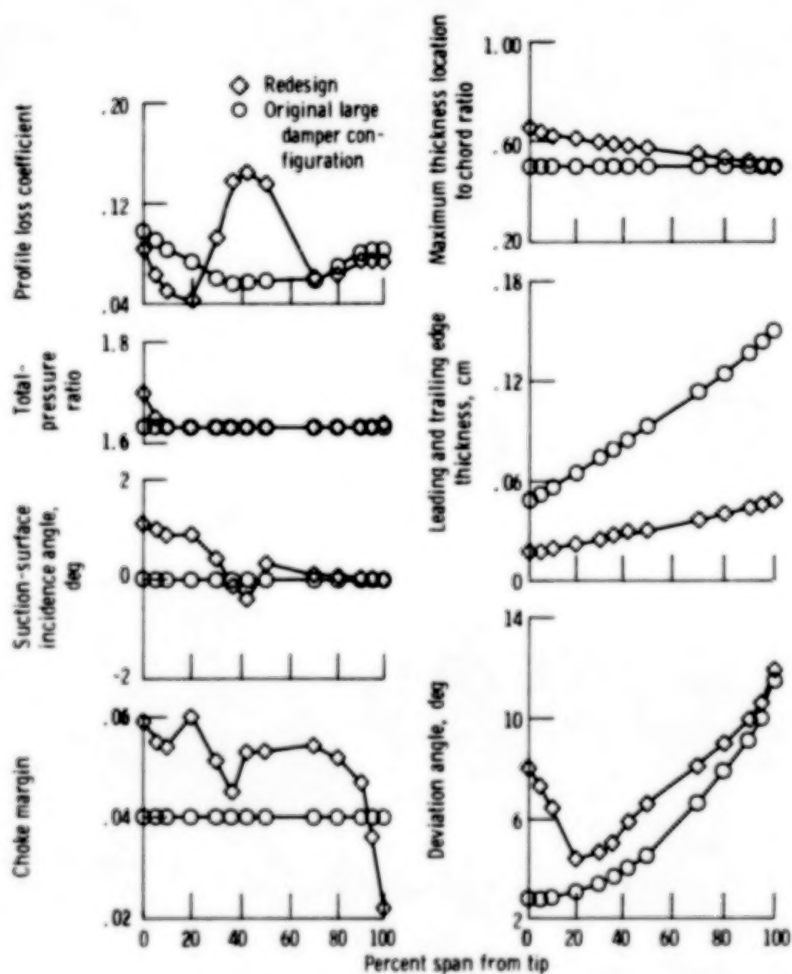 ◇ Redesign
○ Original large
damper con-
figuration
Profile loss coefficient
.20
.12
.04
Total-
pressure
ratio
1.8
1.6
Suction-surface
incidence angle,
deg
2
0
-2
Choke margin
.06
.04
.02
0 20 40 60 80 100
Maximum thickness location
to chord ratio
1.00
.60
.20
Leading and trailing edge
thickness, cm
.18
.12
.06
0
Deviation angle, deg
14
10
6
2
0 20 40 60 80 100
Percent span from tip